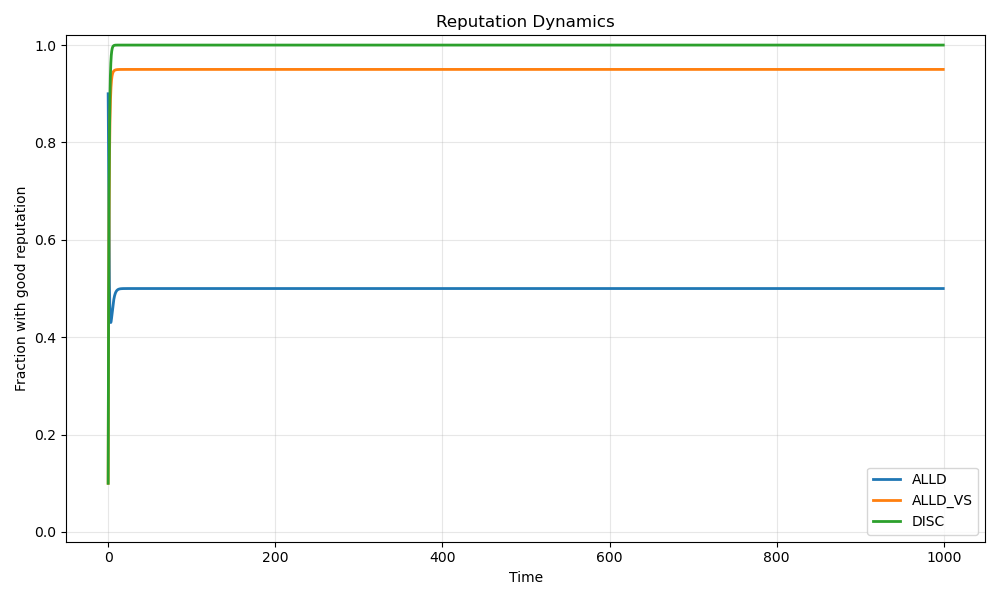 Reputation Dynamics
Fraction with good reputation
1.0
0.8
0.6
0.4
0.2
0.0
0 200 400 600 800 1000
Time
ALLD
ALLD_VS
DISC